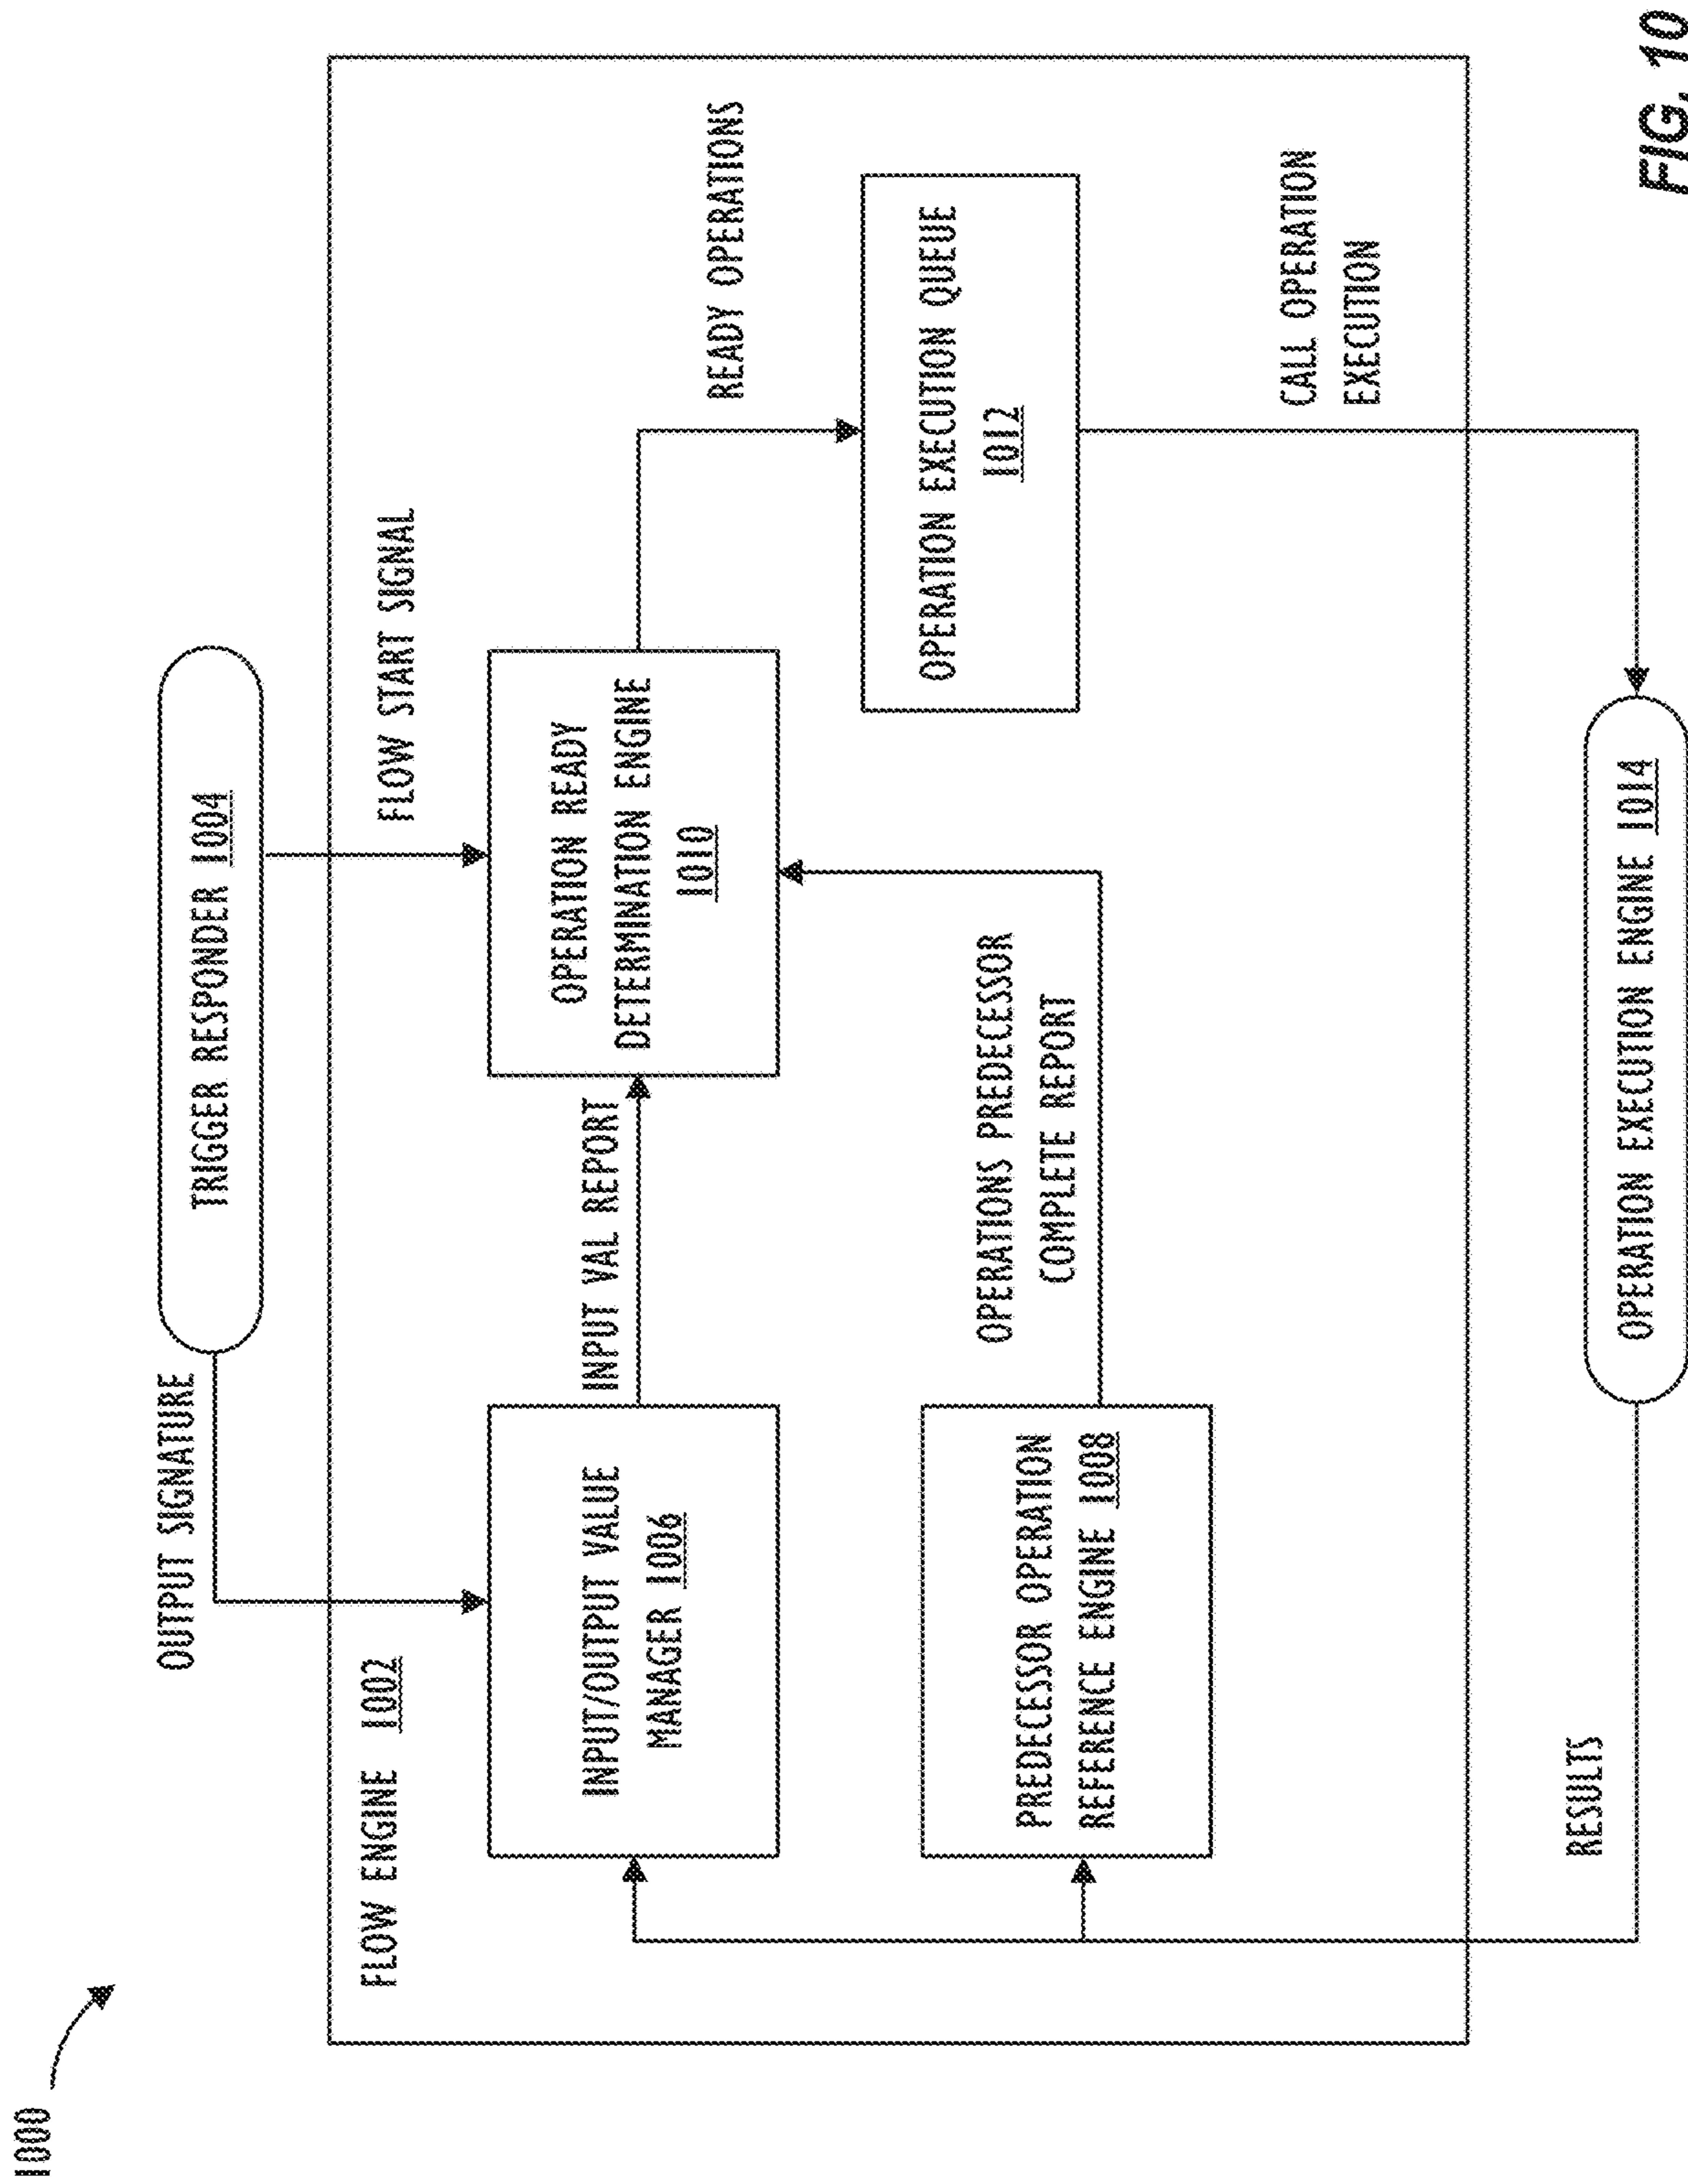 1000
OUTPUT SIGNATURE
TRIGGER RESPONDER 1004
FLOW ENGINE 1002
FLOW START SIGNAL
INPUT/OUTPUT VALUE
MANAGER 1006
INPUT VAL REPORT
OPERATION READY
DETERMINATION ENGINE
1010
READY OPERATIONS
PREDECESSOR OPERATION
REFERENCE ENGINE 1008
OPERATIONS PREDECESSOR
COMPLETE REPORT
OPERATION EXECUTION QUEUE
1012
CALL OPERATION
EXECUTION
RESULTS
OPERATION EXECUTION ENGINE 1014
FIG. 10